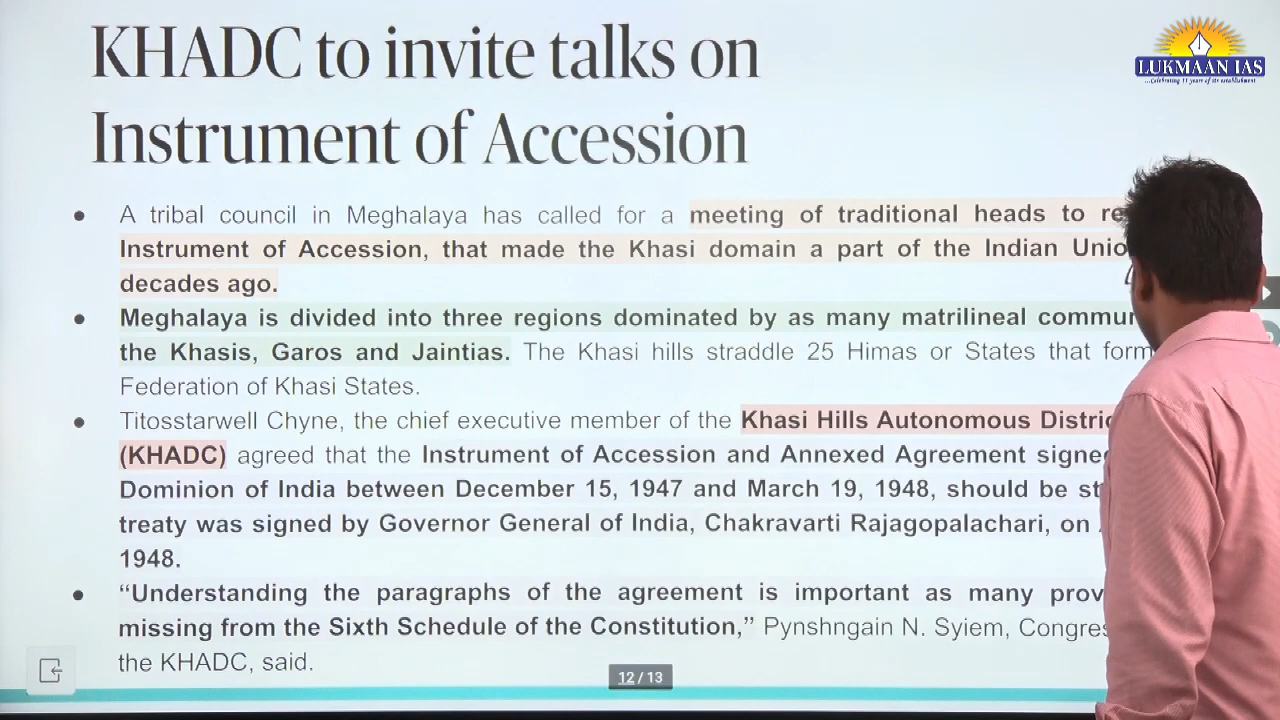 KHADC to invite talks on
Instrument of Accession
LUKMAAN IAS
...Celebrating 11 years of its establishment
● A tribal council in Meghalaya has called for a meeting of traditional heads to
Instrument of Accession, that made the Khasi domain a part of the Indian
decades ago.
● Meghalaya is divided into three regions dominated by as many matrilineal
the Khasis, Garos and Jaintias. The Khasi hills straddle 25 Himas or States that form
Federation of Khasi States.
● Titosstarwell Chyne, the chief executive member of the Khasi Hills Autonomous
(KHADC) agreed that the Instrument of Accession and Annexed Agreement
Dominion of India between December 15, 1947 and March 19, 1948, should be
treaty was signed by Governor General of India, Chakravarti Rajagopalachari, on
1948.
● “Understanding the paragraphs of the agreement is important as many
missing from the Sixth Schedule of the Constitution,” Pynshngain N. Syiem,
the KHADC, said.
12 / 13